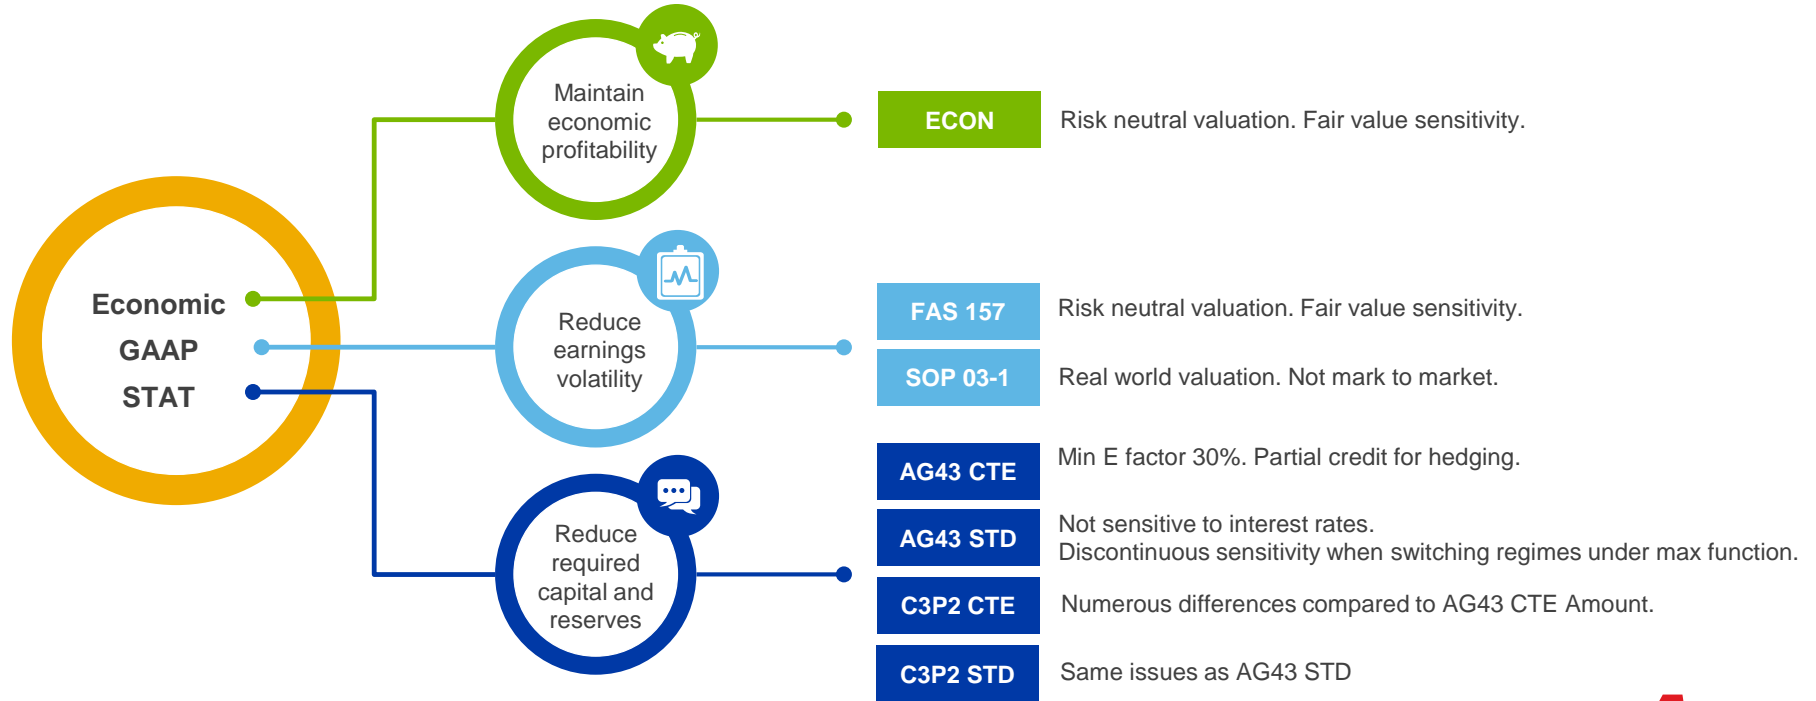 Economic
GAAP
STAT
Maintain
economic
profitability
ECON
Risk neutral valuation. Fair value sensitivity.
Reduce
earnings
volatility
FAS 157
Risk neutral valuation. Fair value sensitivity.
SOP 03-1
Real world valuation. Not mark to market.
Reduce
required
capital and
reserves
AG43 CTE
Min E factor 30%. Partial credit for hedging.
AG43 STD
Not sensitive to interest rates.
Discontinuous sensitivity when switching regimes under max function.
C3P2 CTE
Numerous differences compared to AG43 CTE Amount.
C3P2 STD
Same issues as AG43 STD